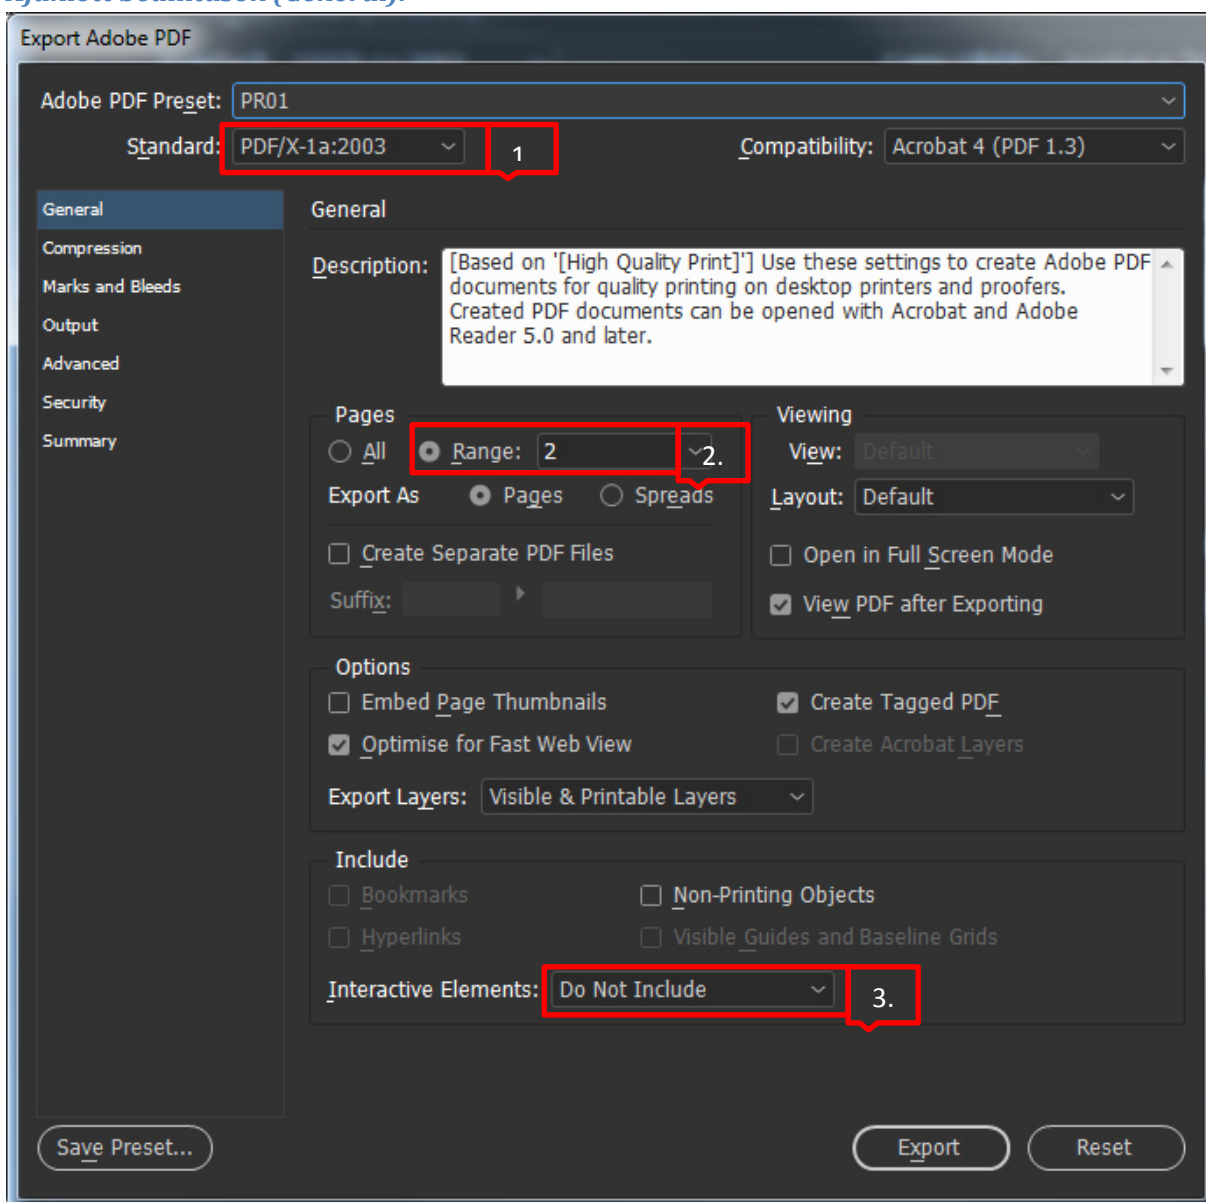 Export Adobe PDF
Adobe PDF Preset: PR01
Standard: PDF/X-1a:2003 1 Compatibility: Acrobat 4 (PDF 1.3)
General
Compression
Marks and Bleeds
Output
Advanced
Security
Summary
General
Description: [Based on '[High Quality Print]'] Use these settings to create Adobe PDF
documents for quality printing on desktop printers and proofers.
Created PDF documents can be opened with Acrobat and Adobe
Reader 5.0 and later.
Pages
All Range: 2 2.
Export As Pages Spreads
Create Separate PDF Files
Suffix:
Viewing
View: Default
Layout: Default
Open in Full Screen Mode
View PDF after Exporting
Options
Embed Page Thumbnails Create Tagged PDF
Optimise for Fast Web View Create Acrobat Layers
Export Layers: Visible & Printable Layers
Include
Bookmarks Non-Printing Objects
Hyperlinks Visible Guides and Baseline Grids
Interactive Elements: Do Not Include 3.
Save Preset... Export Reset